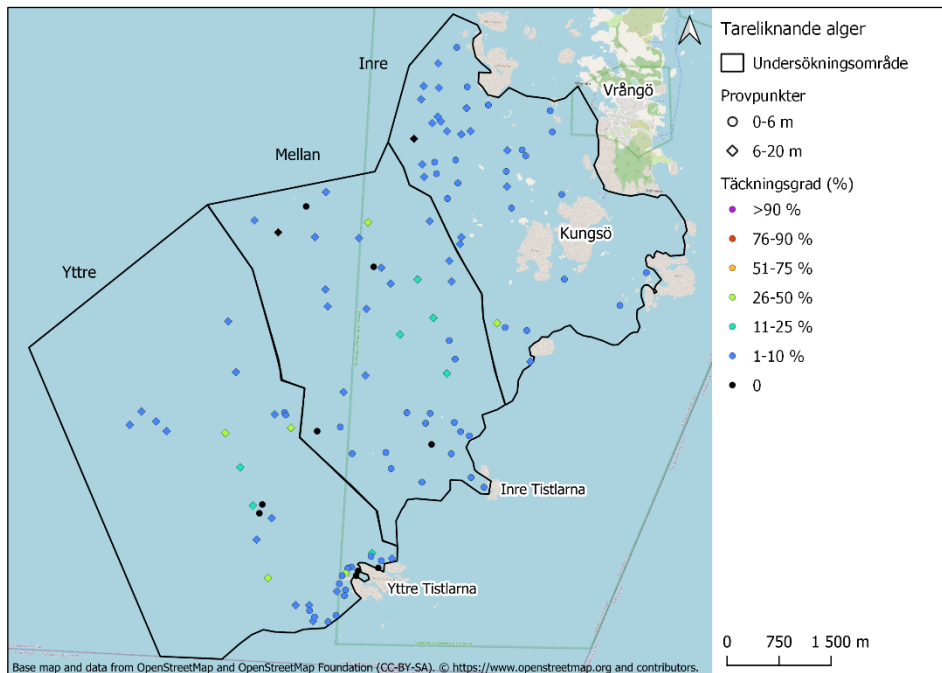 Inre
Mellan
Yttre
Vrångö
Kungsö
Inre Tistlarna
Yttre Tistlarna
Base map and data from OpenStreetMap and OpenStreetMap Foundation (CC-BY-SA). © https://www.openstreetmap.org and contributors.
Tareliknande alger
Undersökningsområde
Provpunkter
0-6 m
6-20 m
Täckningsgrad (%)
>90 %
76-90 %
51-75 %
26-50 %
11-25 %
1-10 %
0
0 750 1 500 m